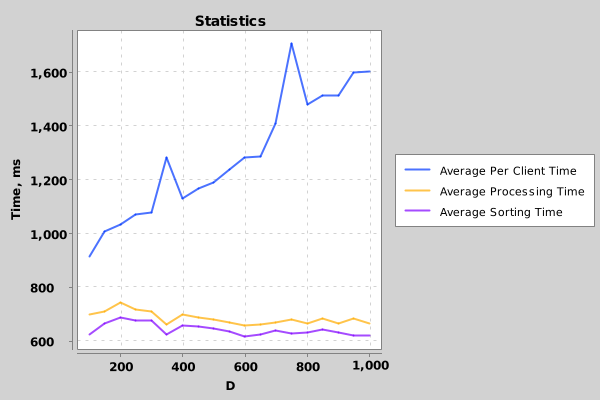 Statistics
Time, ms
1,600
1,400
1,200
1,000
800
600
200
400
600
800
1,000
D
Average Per Client Time
Average Processing Time
Average Sorting Time